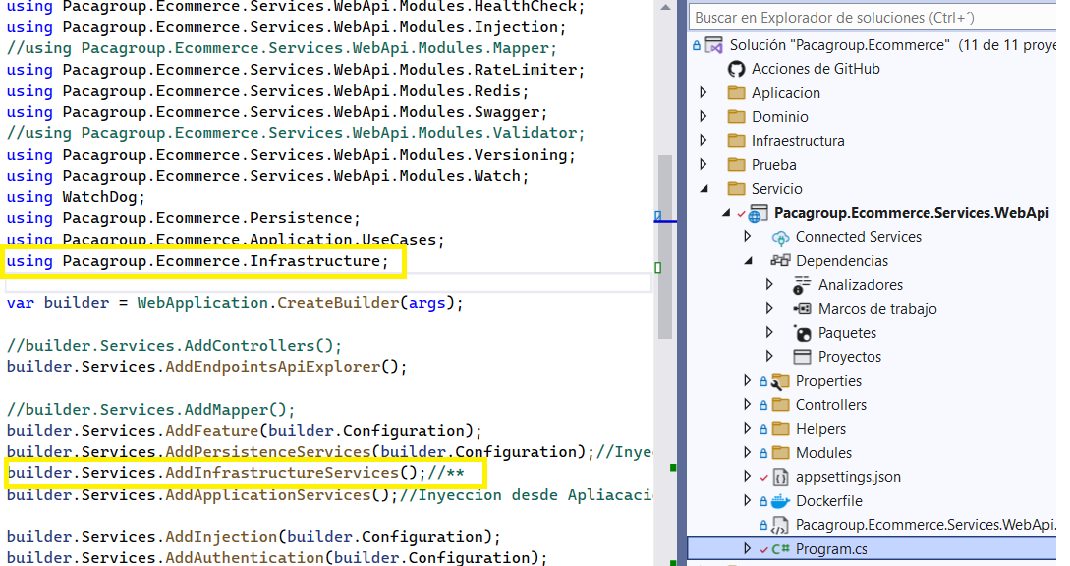 using Pacagroup.Ecommerce.Services.WebApi.Modules.HealthCheck;
using Pacagroup.Ecommerce.Services.WebApi.Modules.Injection;
//using Pacagroup.Ecommerce.Services.WebApi.Modules.Mapper;
using Pacagroup.Ecommerce.Services.WebApi.Modules.RateLimiter;
using Pacagroup.Ecommerce.Services.WebApi.Modules.Redis;
using Pacagroup.Ecommerce.Services.WebApi.Modules.Swagger;
//using Pacagroup.Ecommerce.Services.WebApi.Modules.Validator;
using Pacagroup.Ecommerce.Services.WebApi.Modules.Versioning;
using Pacagroup.Ecommerce.Services.WebApi.Modules.Watch;
using WatchDog;
using Pacagroup.Ecommerce.Persistence;
using Pacagroup.Ecommerce.Application.UseCases;
using Pacagroup.Ecommerce.Infrastructure;
var builder = WebApplication.CreateBuilder(args);
//builder.Services.AddControllers();
builder.Services.AddEndpointsApiExplorer();
//builder.Services.AddMapper();
builder.Services.AddFeature(builder.Configuration);
builder.Services.AddPersistenceServices(builder.Configuration);//Inye
builder.Services.AddInfrastructureServices();//**
builder.Services.AddApplicationServices();//Inyeccion desde Apliacaci
builder.Services.AddInjection(builder.Configuration);
builder.Services.AddAuthentication(builder.Configuration);
Buscar en Explorador de soluciones (Ctrl+´)
Solución "Pacagroup.Ecommerce" (11 de 11 proye
Acciones de GitHub
Aplicacion
Dominio
Infraestructura
Prueba
Servicio
Pacagroup.Ecommerce.Services.WebApi
Connected Services
Dependencias
Analizadores
Marcos de trabajo
Paquetes
Proyectos
Properties
Controllers
Helpers
Modules
appsettings.json
Dockerfile
Pacagroup.Ecommerce.Services.WebApi.
C# Program.cs